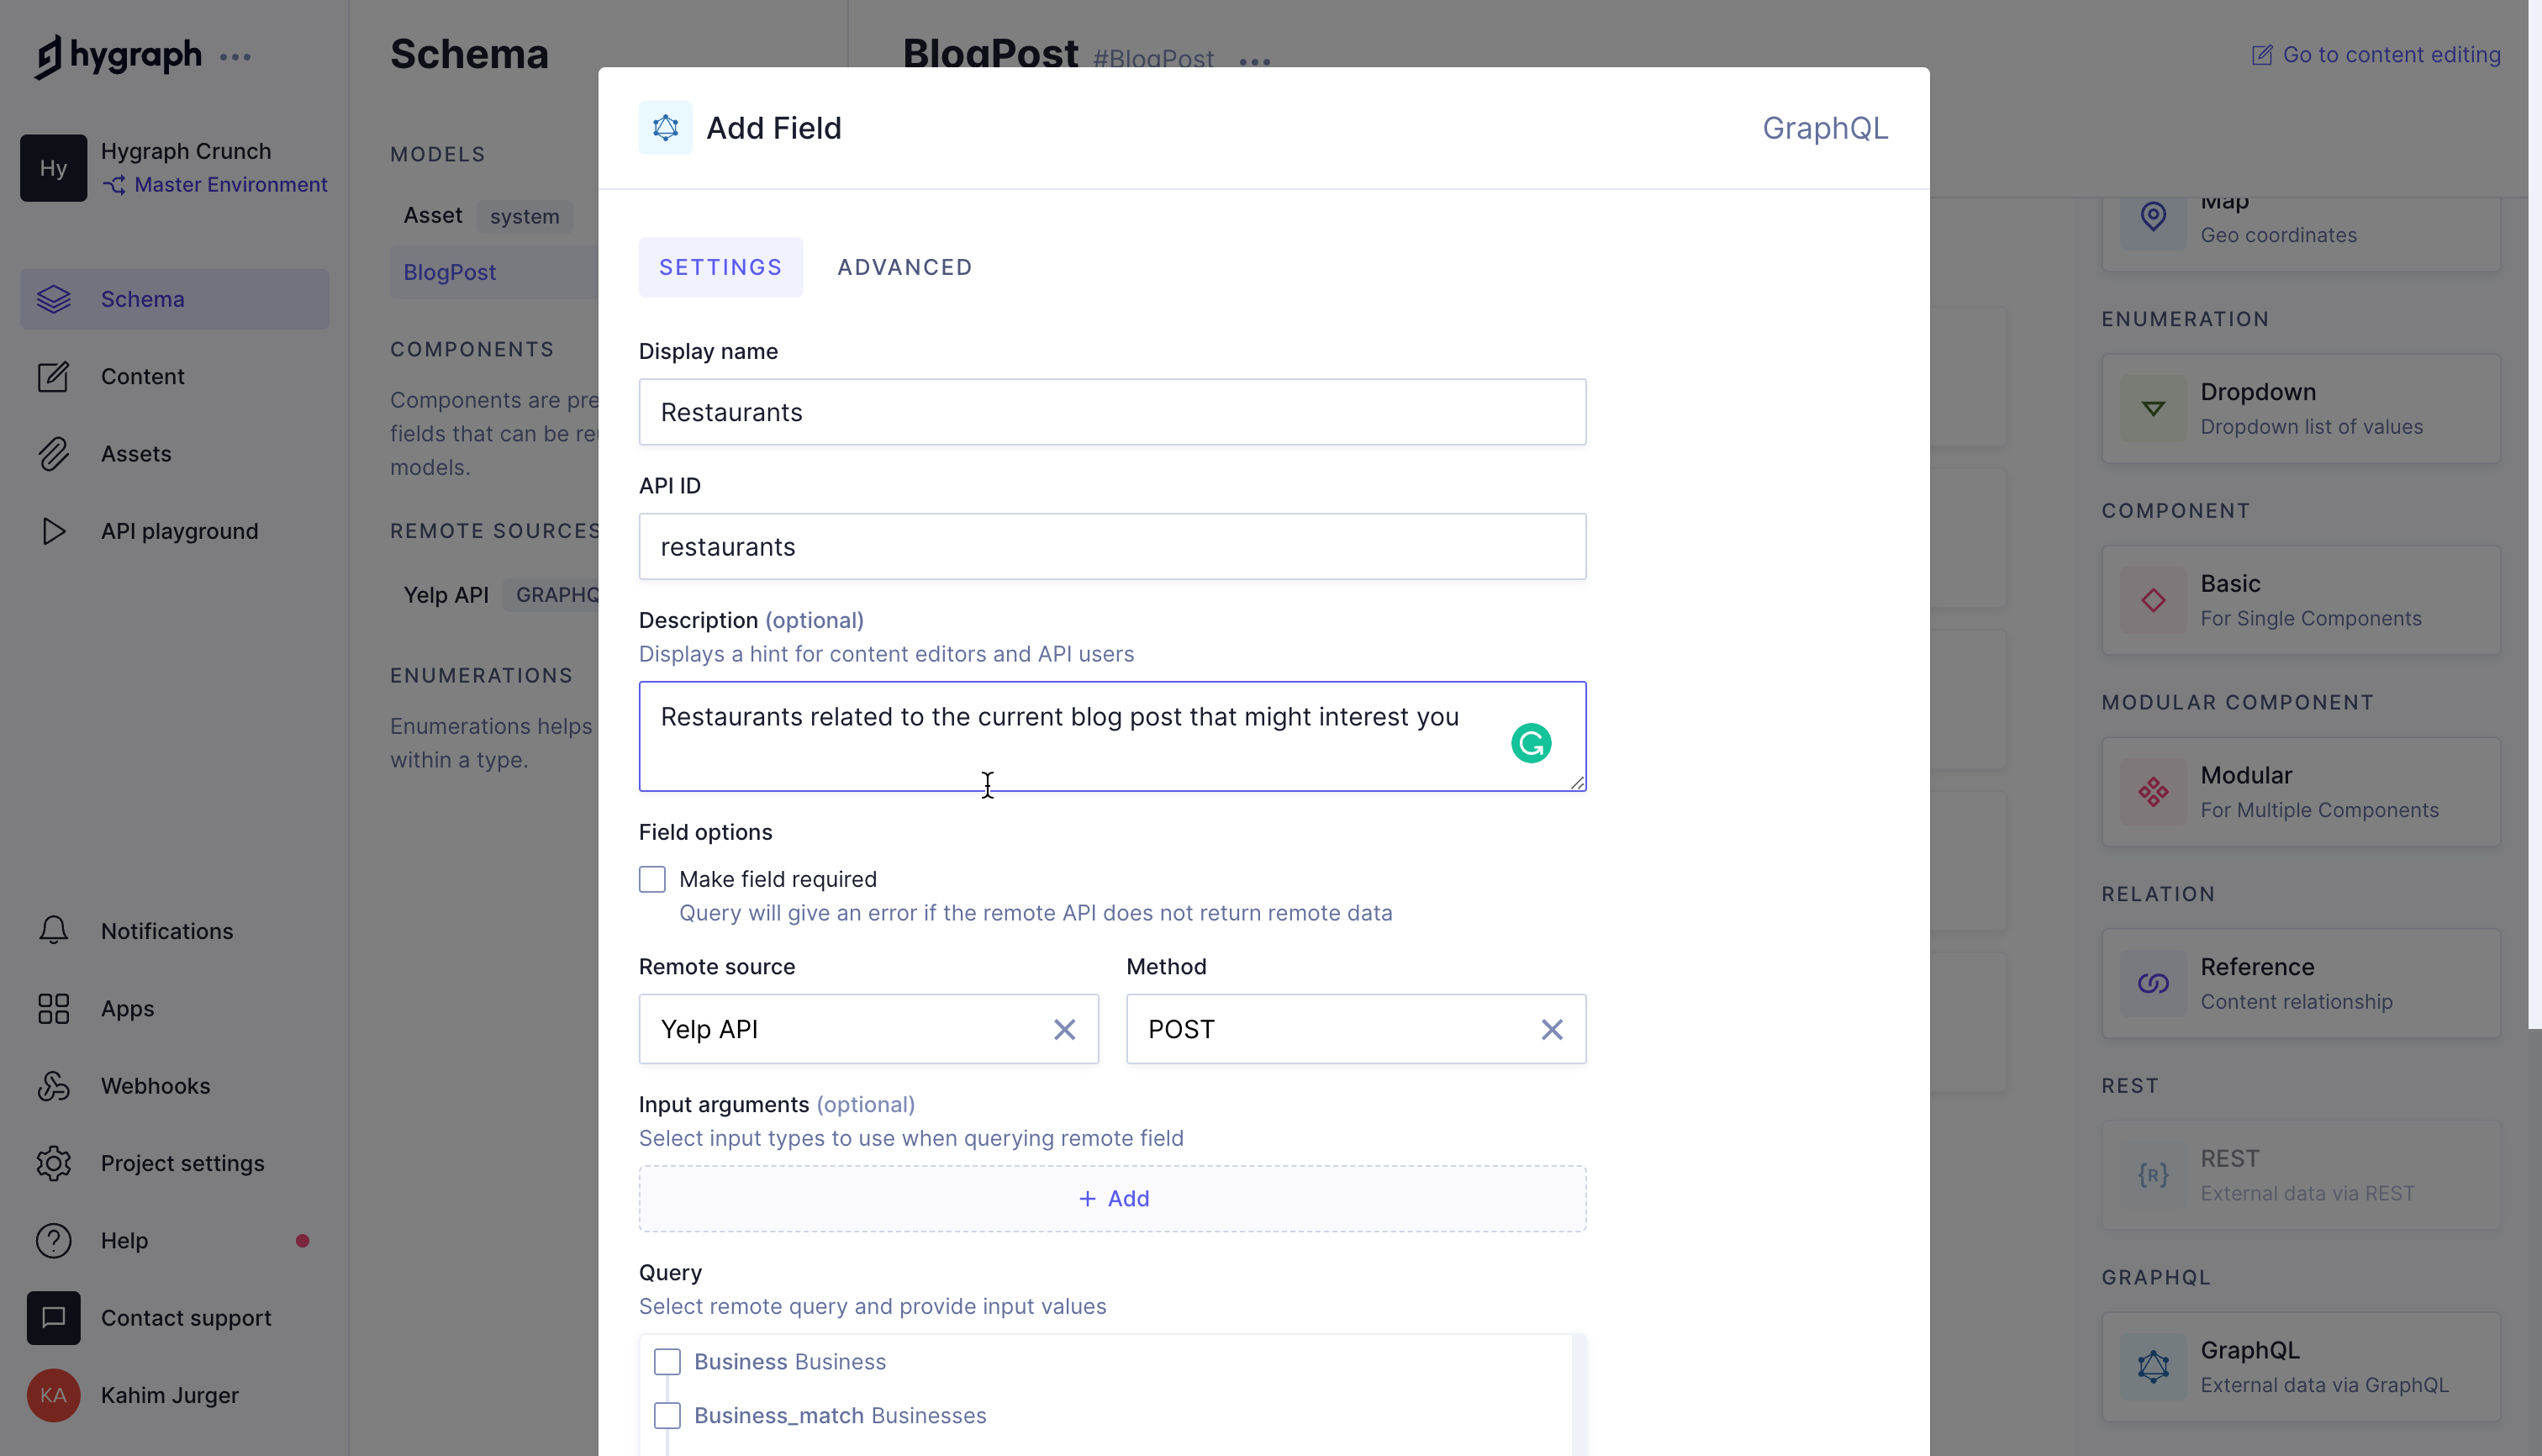 hygraph
Hy
Hygraph Crunch
Master Environment
Schema
Content
Assets
API playground
Notifications
Apps
Webhooks
Project settings
Help
Contact support
KA
Kahim Jurger
Schema
MODELS
Asset system
BlogPost
COMPONENTS
Components are pre
fields that can be re
models.
REMOTE SOURCES
Yelp API GRAPHQ
ENUMERATIONS
Enumerations helps
within a type.
BlogPost #BlogPost
Go to content editing
Add Field
GraphQL
SETTINGS
ADVANCED
Display name
Restaurants
API ID
restaurants
Description (optional)
Displays a hint for content editors and API users
Restaurants related to the current blog post that might interest you
Field options
Make field required
Query will give an error if the remote API does not return remote data
Remote source
Method
Yelp API
POST
Input arguments (optional)
Select input types to use when querying remote field
+ Add
Query
Select remote query and provide input values
Business Business
Business_match Businesses
Map
Geo coordinates
ENUMERATION
Dropdown
Dropdown list of values
COMPONENT
Basic
For Single Components
MODULAR COMPONENT
Modular
For Multiple Components
RELATION
Reference
Content relationship
REST
{R}
REST
External data via REST
GRAPHQL
GraphQL
External data via GraphQL